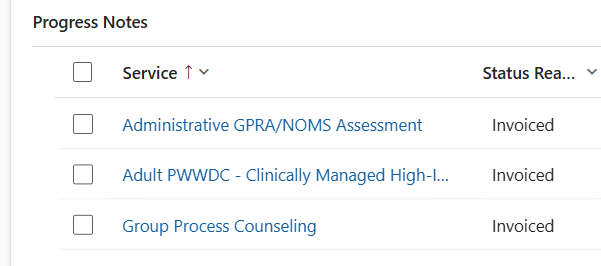 Progress Notes
Service ↑ Status Rea...
Administrative GPRA/NOMS Assessment Invoiced
Adult PWWDC - Clinically Managed High-I... Invoiced
Group Process Counseling Invoiced